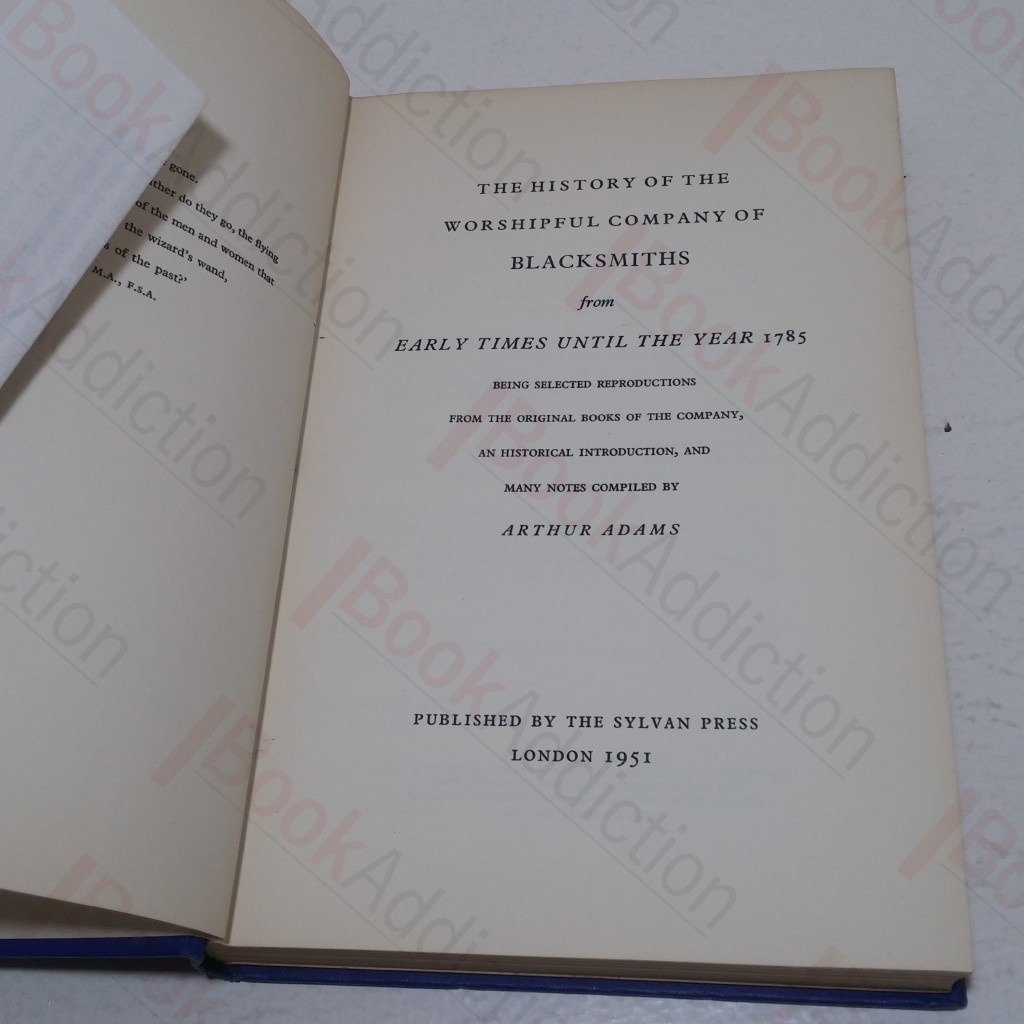 gone.
do they go, the flying
of the men and women that
the wizard's wand,
of the past?'
M.A., F.S.A.
THE HISTORY OF THE
WORSHIPFUL COMPANY OF
BLACKSMITHS
from
EARLY TIMES UNTIL THE YEAR 1785
BEING SELECTED REPRODUCTIONS
FROM THE ORIGINAL BOOKS OF THE COMPANY,
AN HISTORICAL INTRODUCTION, AND
MANY NOTES COMPILED BY
ARTHUR ADAMS
PUBLISHED BY THE SYLVAN PRESS
LONDON 1951
BookAddiction